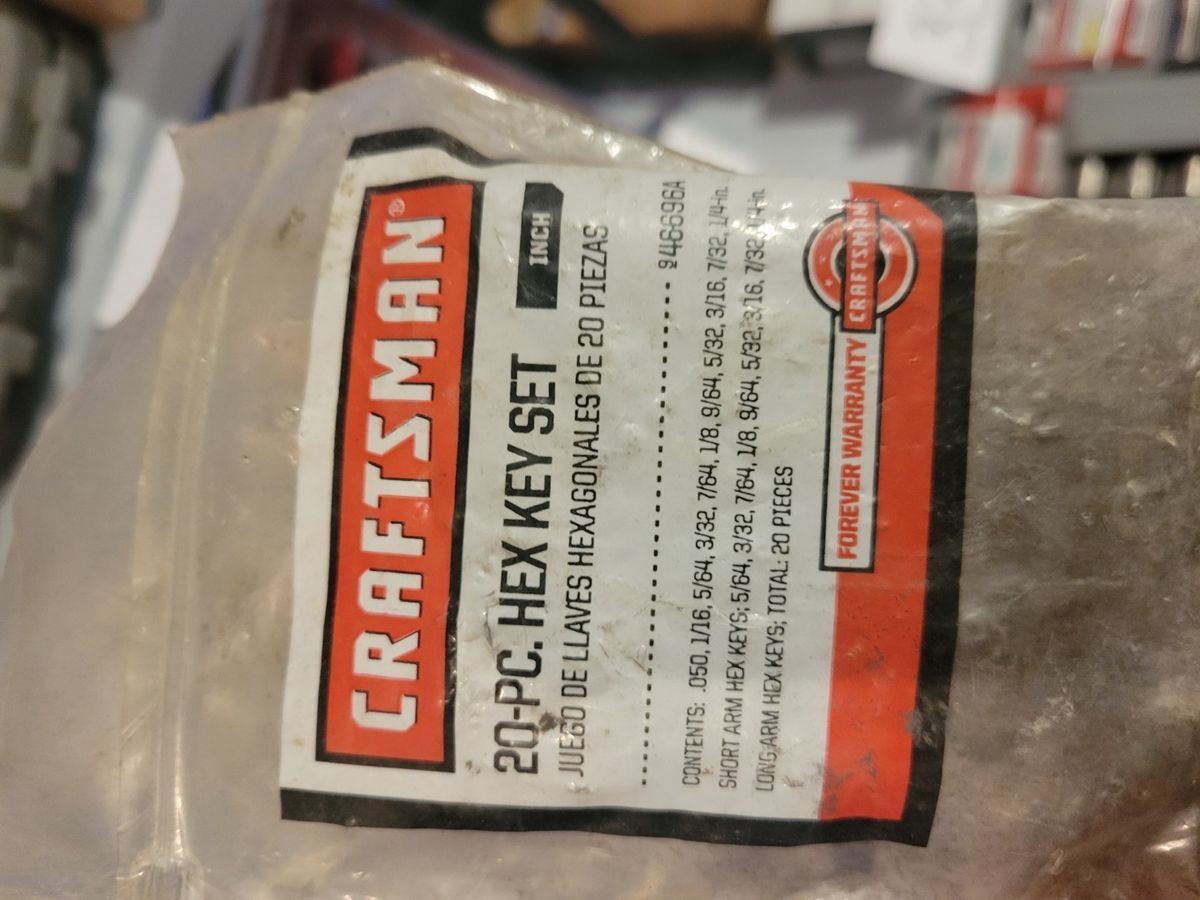 CRAFTSMAN®
20-PC. HEX KEY SET INCH
JUEGO DE LLAVES HEXAGONALES DE 20 PIEZAS
946696A
CONTENTS: .050, 1/16, 5/64, 3/32, 7/64, 1/8, 9/64, 5/32, 3/16, 7/32, 1/4-in.
SHORT ARM HEX KEYS; 5/64, 3/32, 7/64, 1/8, 9/64, 5/32, 3/16, 7/32, 1/4-in.
LONG ARM HEX KEYS; TOTAL: 20 PIECES
FOREVER WARRANTY CRAFTSMAN